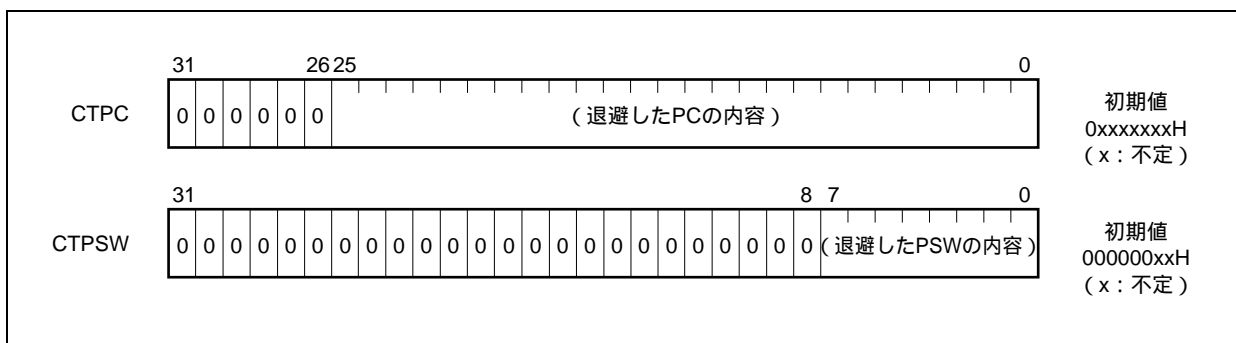 31 26 25 0
CTPC 0 0 0 0 0 0 （退避したPCの内容） 初期値
0xxxxxxxH
（x：不定）
31 8 7 0
CTPSW 0 0 0 0 0 0 0 0 0 0 0 0 0 0 0 0 0 0 0 0 0 0 0 0 （退避したPSWの内容） 初期値
000000xxH
（x：不定）